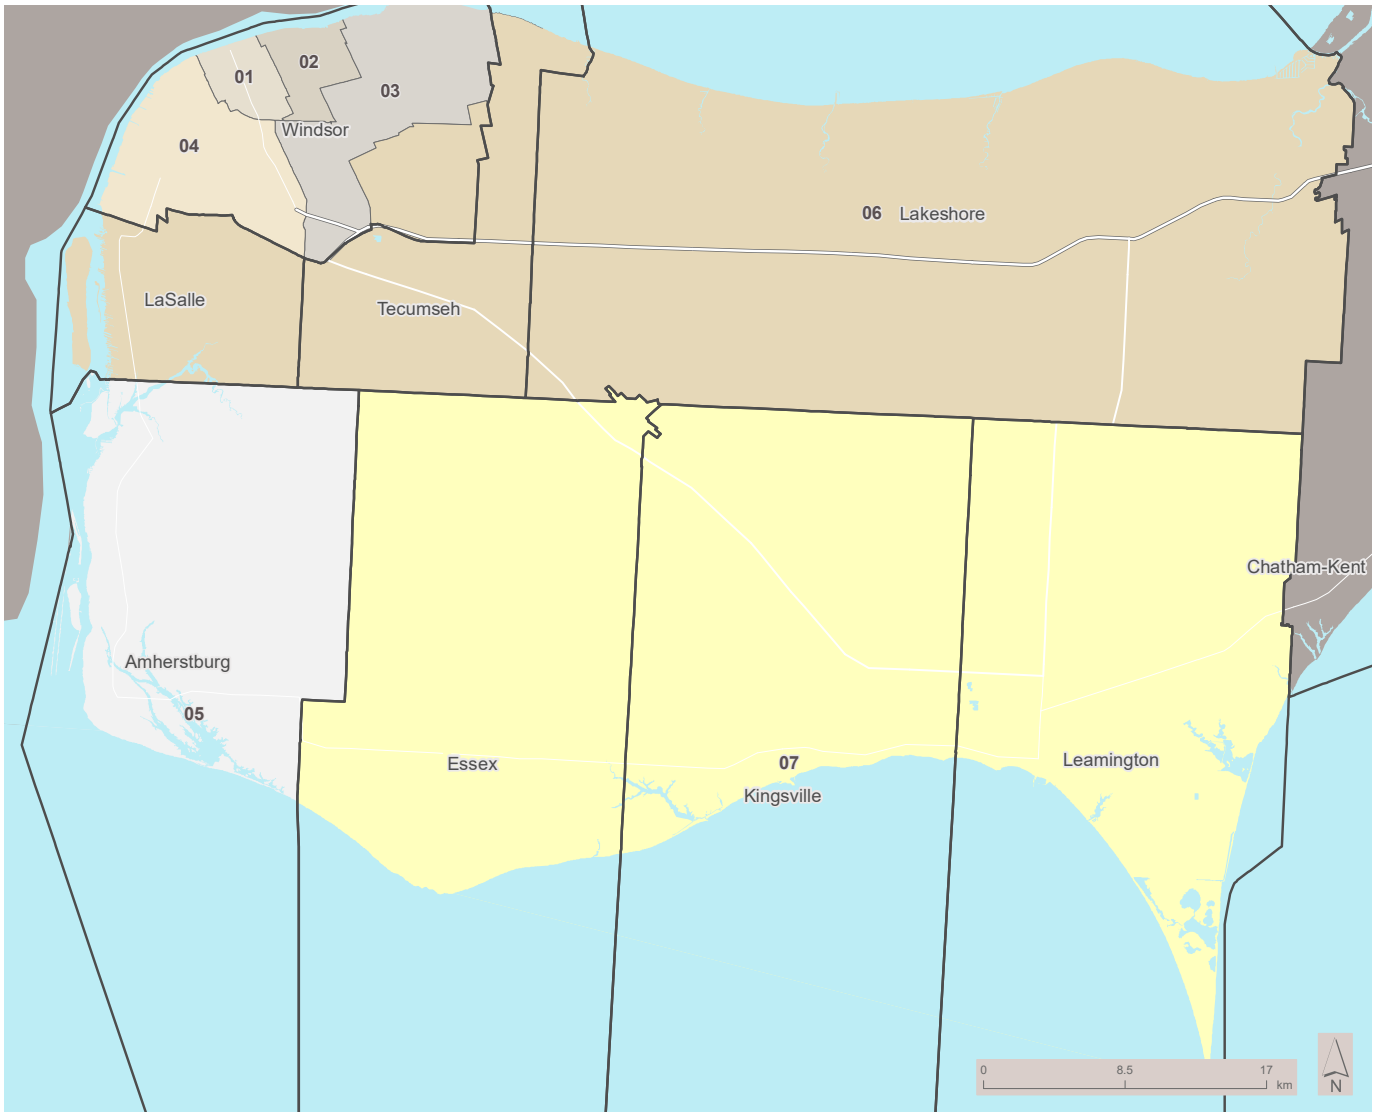 02
01
03
Windsor
04
06 Lakeshore
LaSalle
Tecumseh
Chatham-Kent
Amherstburg
05
Essex
07
Leamington
Kingsville
0 8.5 17
km
N